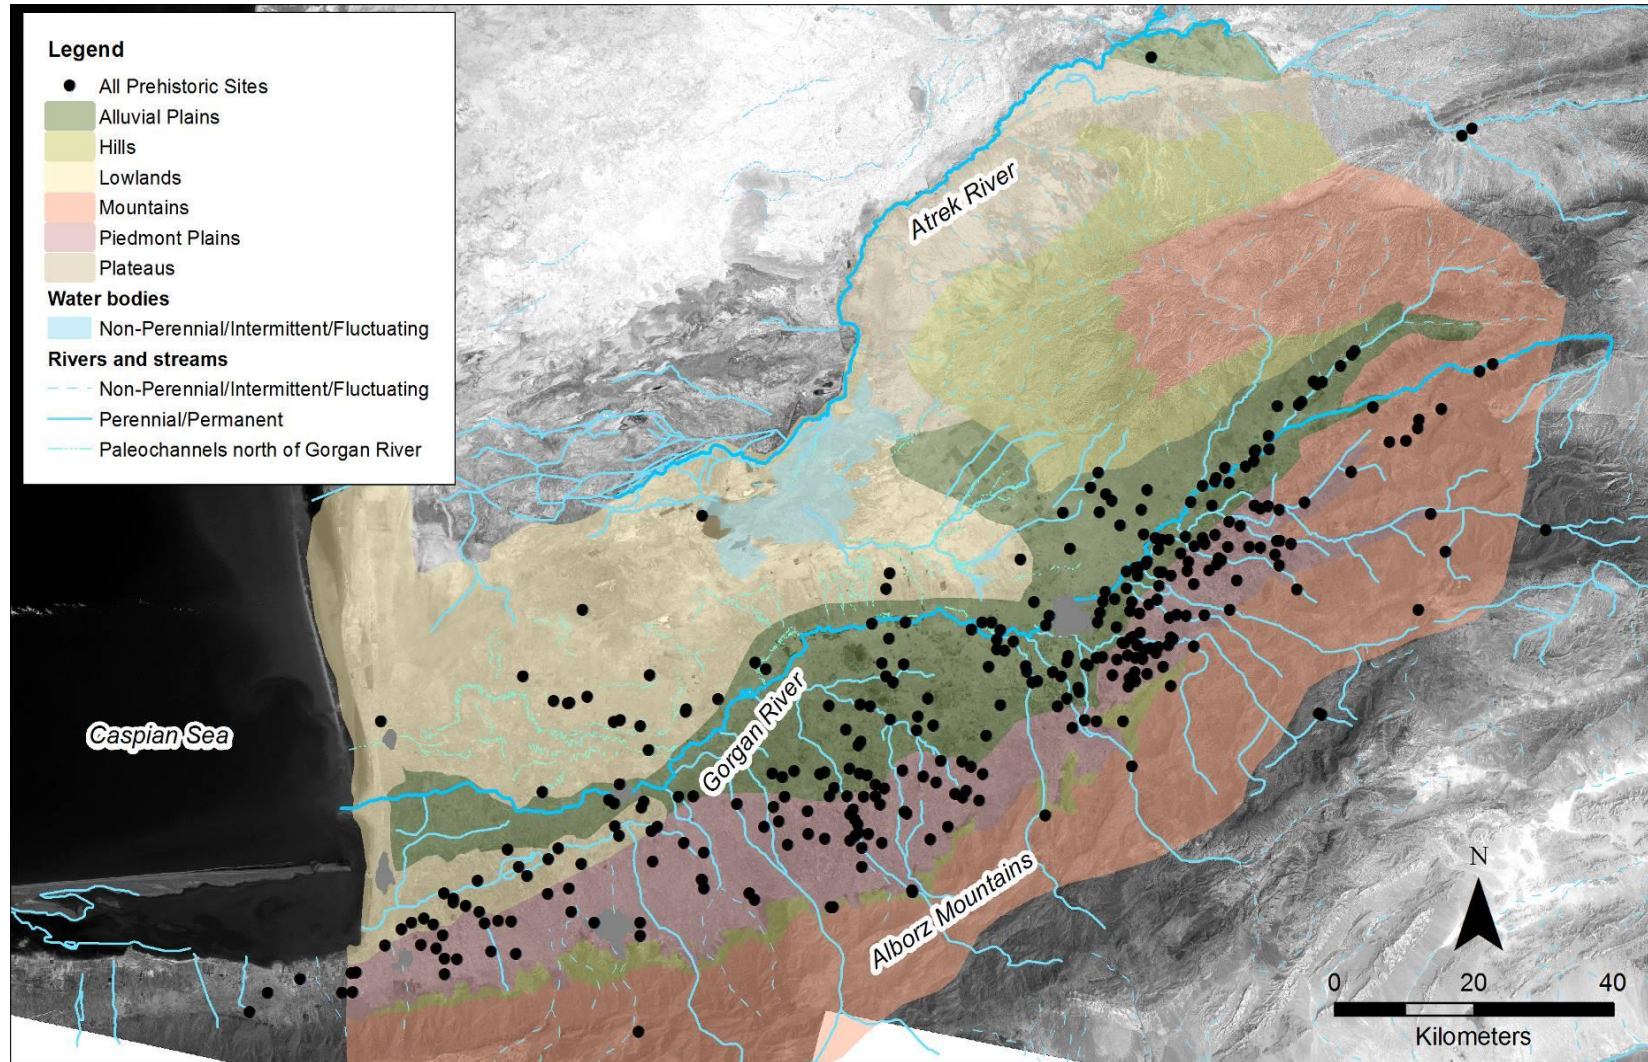 Legend
All Prehistoric Sites
Alluvial Plains
Hills
Lowlands
Mountains
Piedmont Plains
Plateaus
Water bodies
Non-Perennial/Intermittent/Fluctuating
Rivers and streams
Non-Perennial/Intermittent/Fluctuating
Perennial/Permanent
Paleochannels north of Gorgan River
Atrek River
Caspian Sea
Gorgan River
Alborz Mountains
N
0 20 40
Kilometers